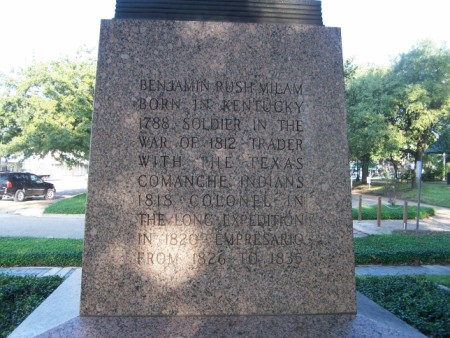 BENJAMIN RUSH MILAM
BORN IN KENTUCKY
1788 SOLDIER IN THE
WAR OF 1812 TRADER
WITH THE TEXAS
COMANCHE INDIANS
1818 COLONEL IN
THE LONG EXPEDITION
IN 1820 EMPRESARIO
FROM 1826 TO 1835